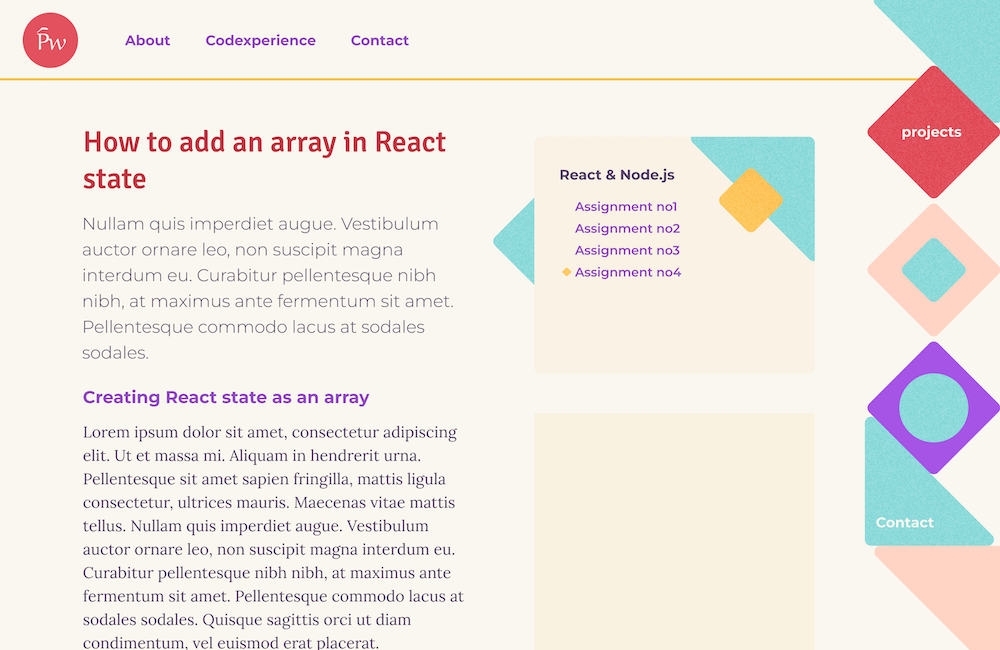 Pw
About Codexperience Contact
How to add an array in React
state
Nullam quis imperdiet augue. Vestibulum
auctor ornare leo, non suscipit magna
interdum eu. Curabitur pellentesque nibh
nibh, at maximus ante fermentum sit amet.
Pellentesque commodo lacus at sodales
sodales.
Creating React state as an array
Lorem ipsum dolor sit amet, consectetur adipiscing
elit. Ut et massa mi. Aliquam in hendrerit urna.
Pellentesque sit amet sapien fringilla, mattis ligula
consectetur, ultrices mauris. Maecenas vitae mattis
tellus. Nullam quis imperdiet augue. Vestibulum
auctor ornare leo, non suscipit magna interdum eu.
Curabitur pellentesque nibh nibh, at maximus ante
fermentum sit amet. Pellentesque commodo lacus at
sodales sodales. Quisque sagittis orci ut diam
condimentum, vel euismod erat placerat.
React & Node.js
Assignment no1
Assignment no2
Assignment no3
Assignment no4
projects
Contact